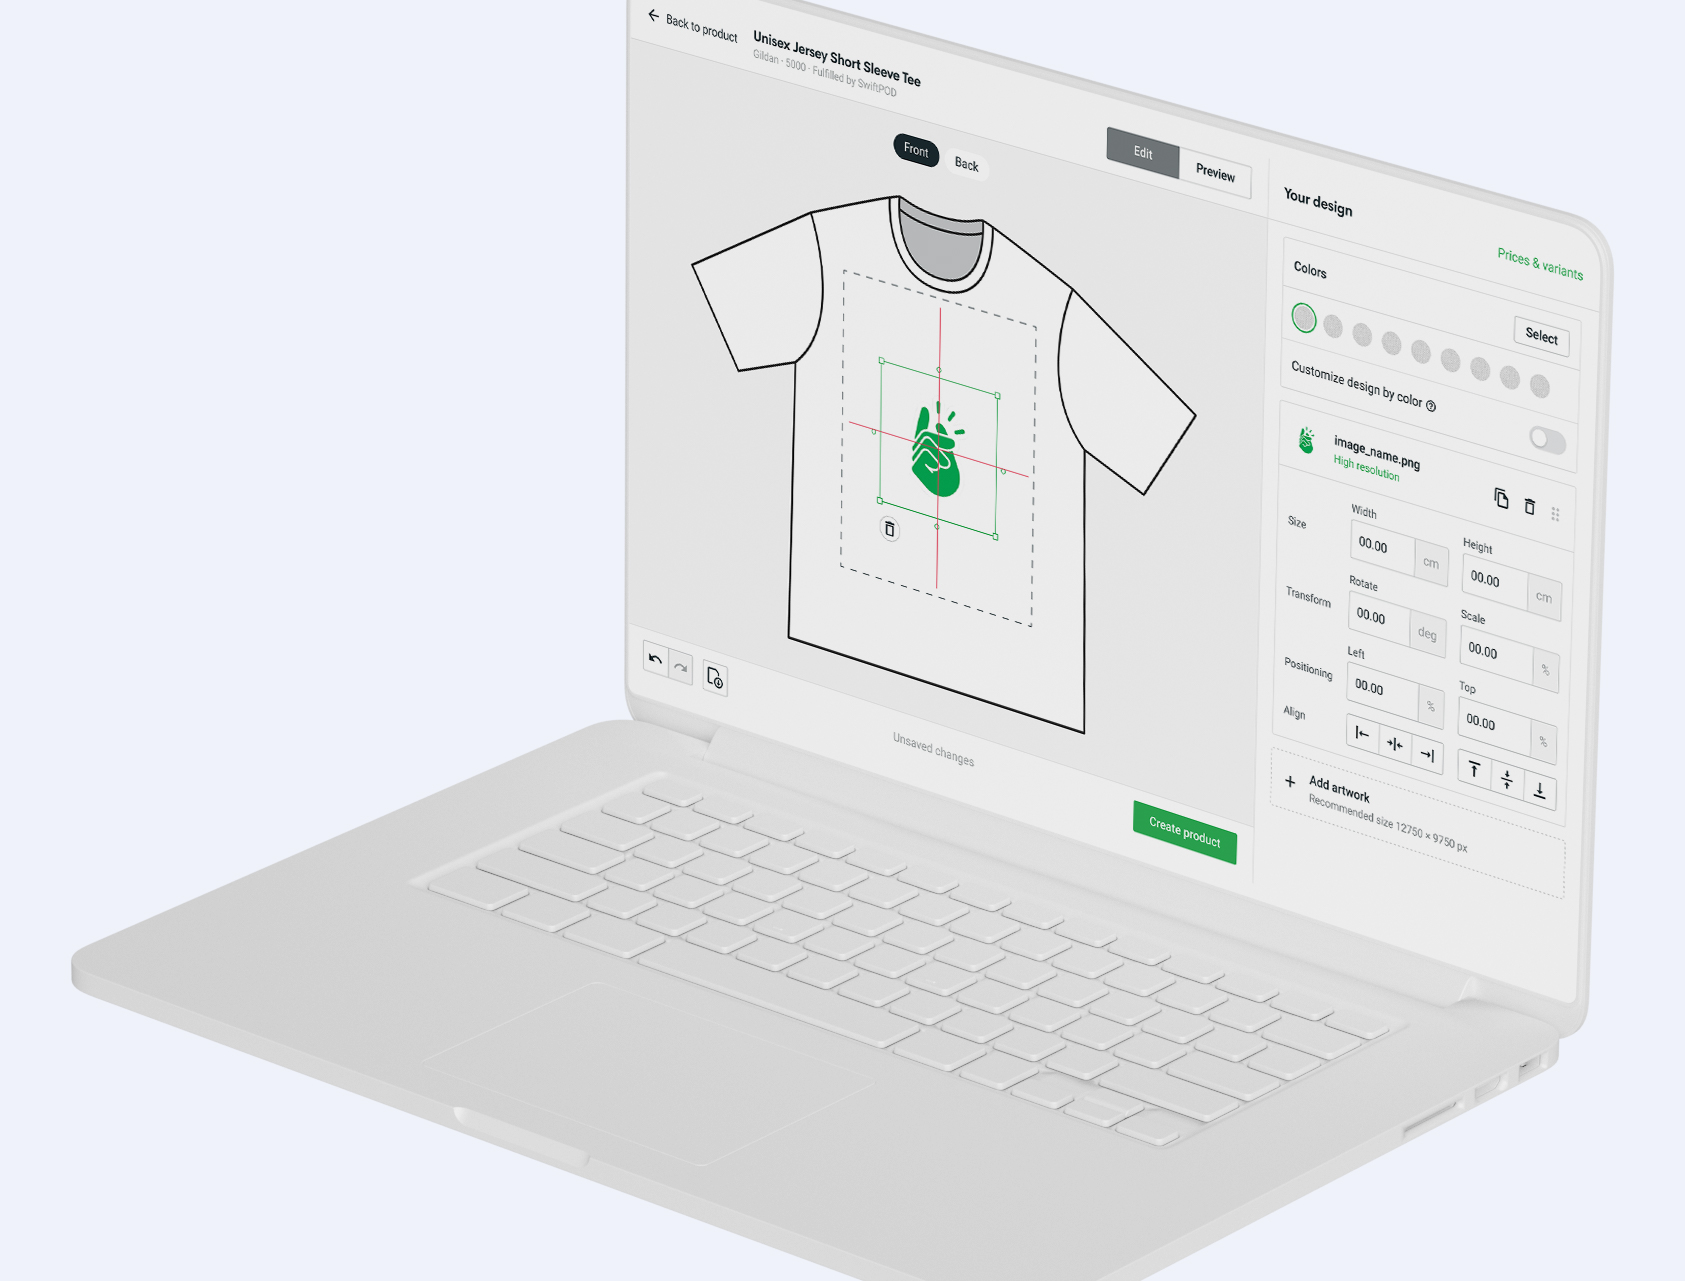 Back to product
Unisex Jersey Short Sleeve Tee
Gildan · 5000 · Fulfilled by SwiftPOD
Front
Back
Edit
Preview
Your design
Prices & variants
Colors
Select
Customize design by color
image_name.png
High resolution
Size
Width
00.00
cm
Height
00.00
cm
Transform
Rotate
00.00
deg
Scale
00.00
%
Positioning
Left
00.00
%
Top
00.00
%
Align
Add artwork
Recommended size 12750 × 9750 px
Unsaved changes
Create product